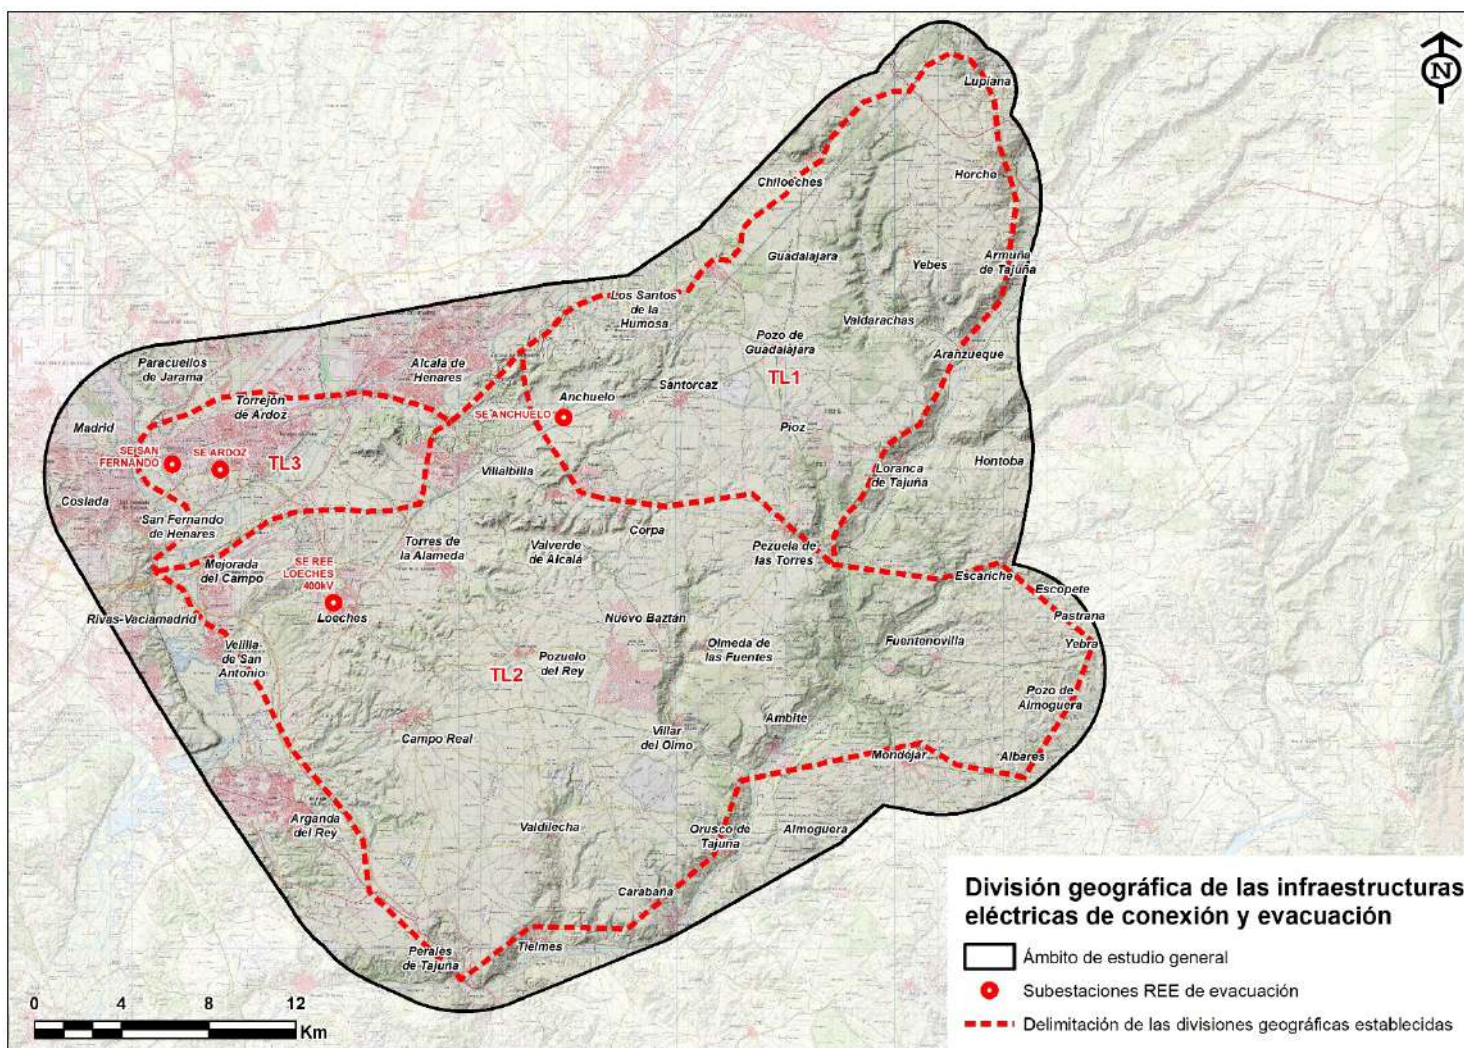 N
Lupiana
Horche
Chiloeches
Guadalajara
Yebes
Armuña
de Tajuña
Los Santos
de la
Humosa
Valdarachas
Pozo de
Guadalajara
Aranzueque
TL1
Paracuellos
de Jarama
Alcalá de
Henares
Santorcaz
Anchuelo
SE ANCHUELO
Torrejón
de Ardoz
Madrid
Pioz
SE SAN
FERNANDO
SE ARDOZ
TL3
Villalbilla
Loranca
de Tajuña
Hontoba
Coslada
San Fernando
de Henares
Corpa
Torres de
la Alameda
Valverde
de Alcalá
Pezuela de
las Torres
Mejorada
del Campo
SE REE
LOECHES
400kV
Loeches
Escariche
Escopete
Pastrana
Rivas-Vaciamadrid
Nuevo Baztán
Olmeda de
las Fuentes
Fuentenovilla
Yebra
Velilla
de San
Antonio
Pozuelo
del Rey
TL2
Pozo de
Almoguera
Ambite
Villar
del Olmo
Campo Real
Mondéjar
Albares
Arganda
del Rey
Valdilecha
Orusco de
Tajuña
Almoguera
Carabaña
Perales
de Tajuña
Tielmes
0 4 8 12
Km
División geográfica de las infraestructuras
eléctricas de conexión y evacuación
Ámbito de estudio general
Subestaciones REE de evacuación
Delimitación de las divisiones geográficas establecidas